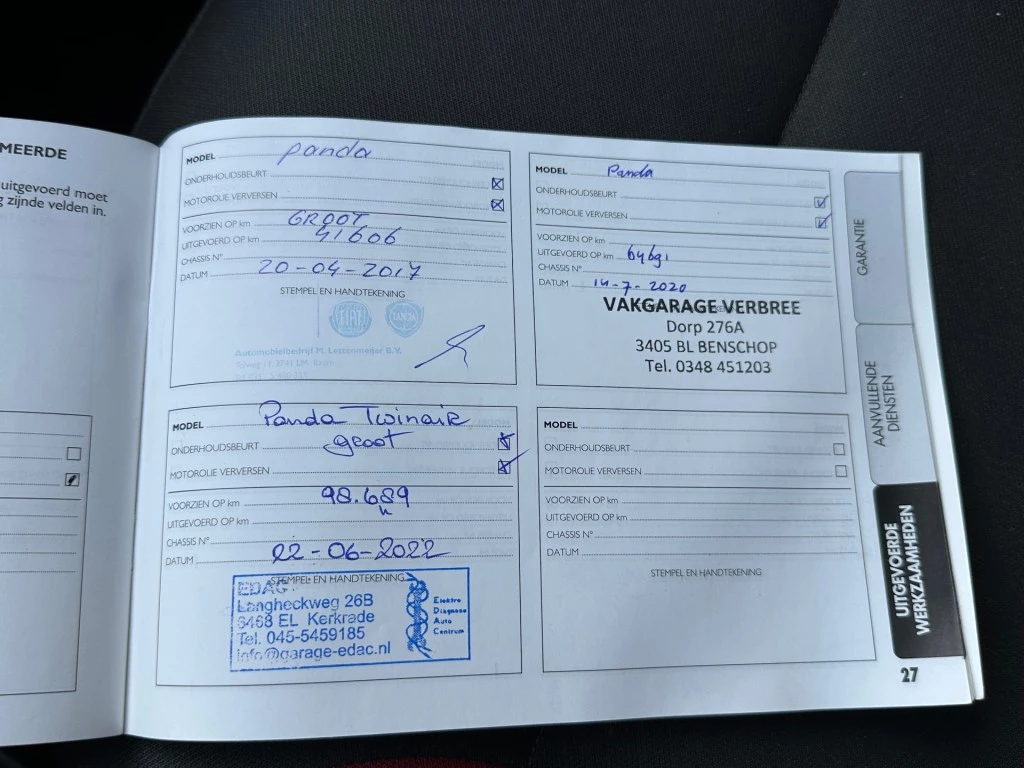 MEERDE
uitgevoerd moet
g zijnde velden in.
MODEL panda
ONDERHOUDSBEURT
MOTOROLIE VERVERSEN
GROOT
VOORZIEN OP km
UITGEVOERD OP km 41606
CHASSIS N°
DATUM 20-04-2017
STEMPEL EN HANDTEKENING
FIAT LANCIA
Automobielbedrijf M. B.V.
MODEL Panda
ONDERHOUDSBEURT
MOTOROLIE VERVERSEN
VOORZIEN OP km
UITGEVOERD OP km
CHASSIS N°
DATUM 14-7-2020
VAKGARAGE VERBREE
Dorp 276A
3405 BL BENSCHOP
Tel. 0348 451203
MODEL Panda Twinair
ONDERHOUDSBEURT groot
MOTOROLIE VERVERSEN
VOORZIEN OP km 98.689
UITGEVOERD OP km
CHASSIS N°
DATUM 22-06-2022
STEMPEL EN HANDTEKENING
EDAC
Langheckweg 26B
6468 EL Kerkrade
Tel. 045-5459185
info@garage-edac.nl
Elektro
Diagnose
Auto
Centrum
MODEL
ONDERHOUDSBEURT
MOTOROLIE VERVERSEN
VOORZIEN OP km
UITGEVOERD OP km
CHASSIS N°
DATUM
STEMPEL EN HANDTEKENING
GARANTIE
AANVULLENDE
DIENSTEN
UITGEVOERDE
WERKZAAMHEDEN
27